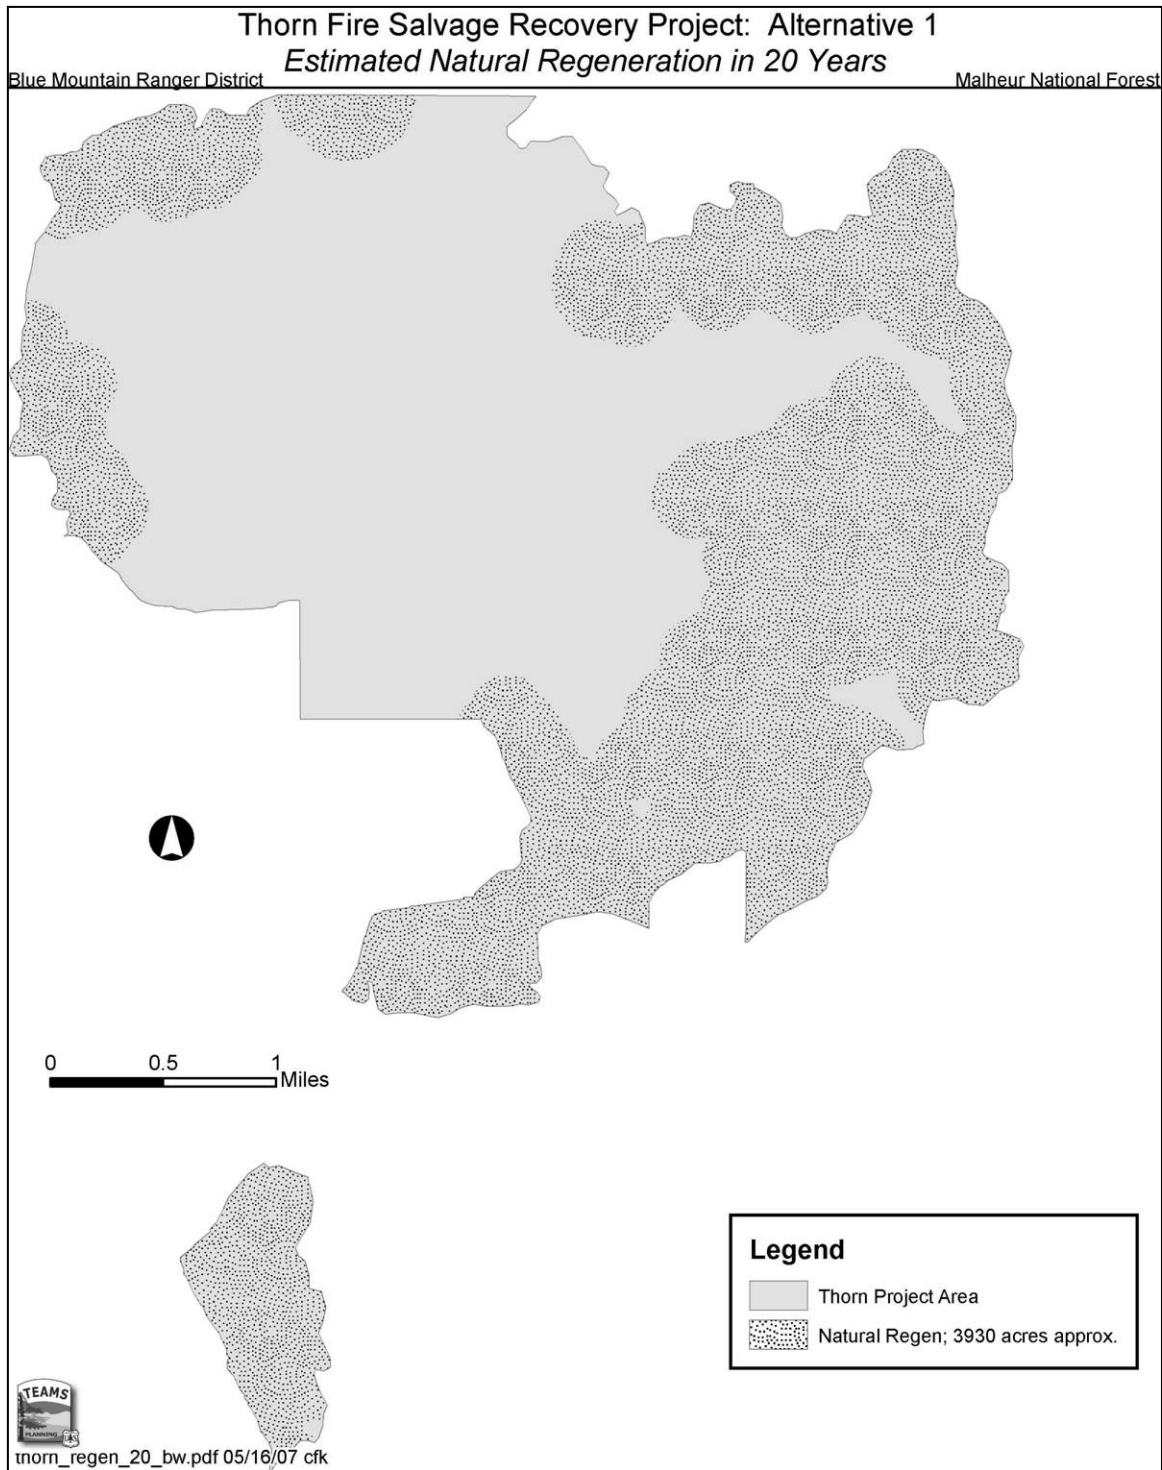 Thorn Fire Salvage Recovery Project: Alternative 1
Estimated Natural Regeneration in 20 Years
Blue Mountain Ranger District
Malheur National Forest
0 0.5 1
Miles
Legend
Thorn Project Area
Natural Regen; 3930 acres approx.
TEAMS
PLANNING
thorn_regen_20_bw.pdf 05/16/07 cfk